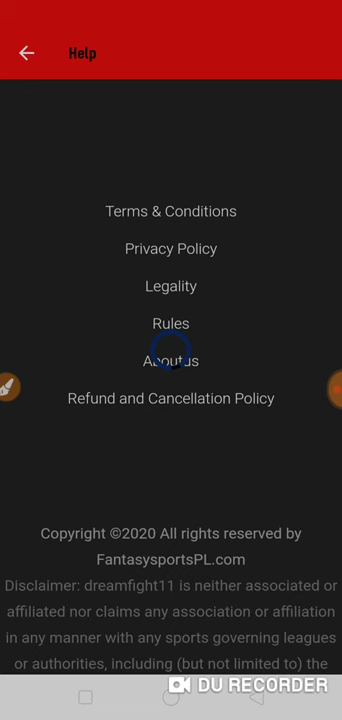 Help
Terms & Conditions
Privacy Policy
Legality
Rules
Aboutus
Refund and Cancellation Policy
Copyright ©2020 All rights reserved by
FantasysportsPL.com
Disclaimer: dreamfight11 is neither associated or
affiliated nor claims any association or affiliation
in any manner with any sports governing leagues
or authorities, including (but not limited to) the
DU RECORDER